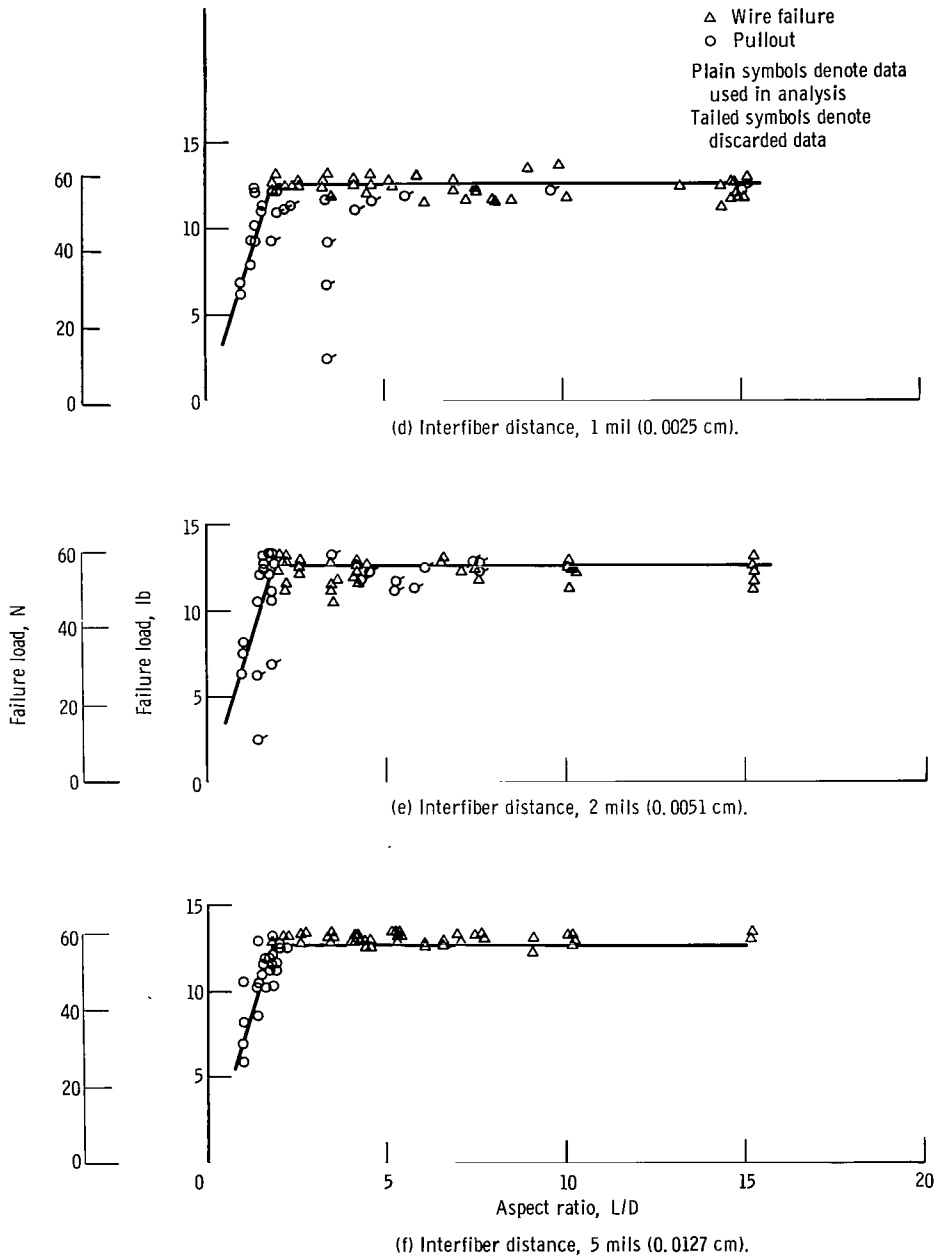 △ Wire failure
○ Pullout
Plain symbols denote data
used in analysis
Tailed symbols denote
discarded data
15
60
10
40
5
20
0
0
(d) Interfiber distance, 1 mil (0.0025 cm).
15
60
10
40
5
20
0
0
Failure load, N
Failure load, lb
(e) Interfiber distance, 2 mils (0.0051 cm).
15
60
10
40
5
20
0
0 5 10 15 20
Aspect ratio, L/D
(f) Interfiber distance, 5 mils (0.0127 cm).